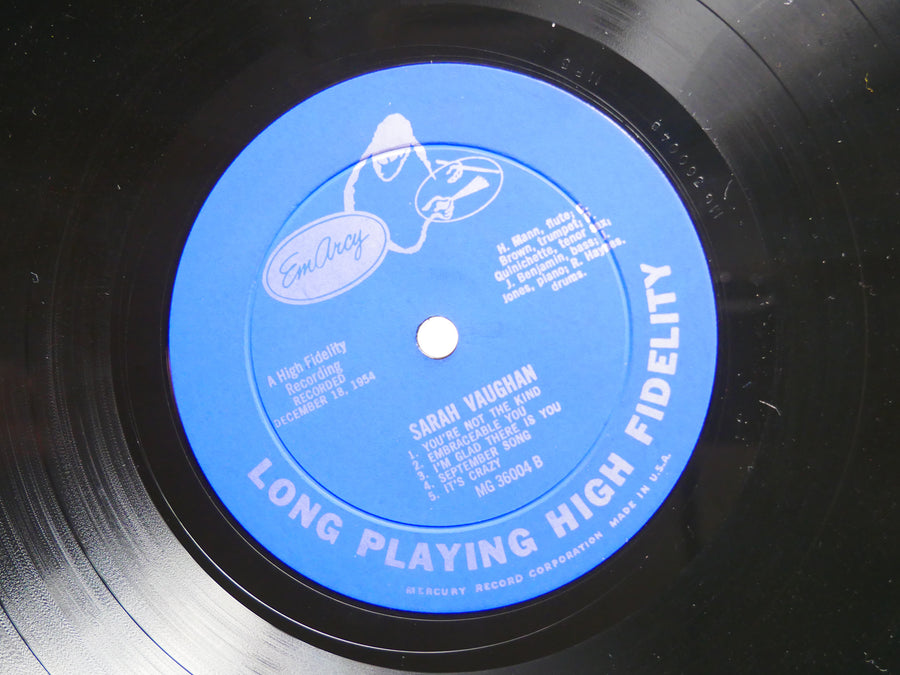 EmArcy
H. Mann, flute; C.
Brown, trumpet; P.
Quinichette, tenor sax;
J. Benjamin, bass; J.
Jones, piano; R. Haynes,
drums.
A High Fidelity
Recording
RECORDED
DECEMBER 18, 1954
SARAH VAUGHAN
1. YOU'RE NOT THE KIND
2. EMBRACEABLE YOU
3. I'M GLAD THERE IS YOU
4. SEPTEMBER SONG
5. IT'S CRAZY
MG 36004 B
LONG PLAYING HIGH FIDELITY
MERCURY RECORD CORPORATION MADE IN U.S.A.